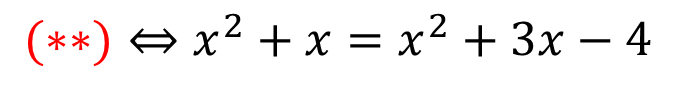 (**) ⇔ x² + x = x² + 3x − 4